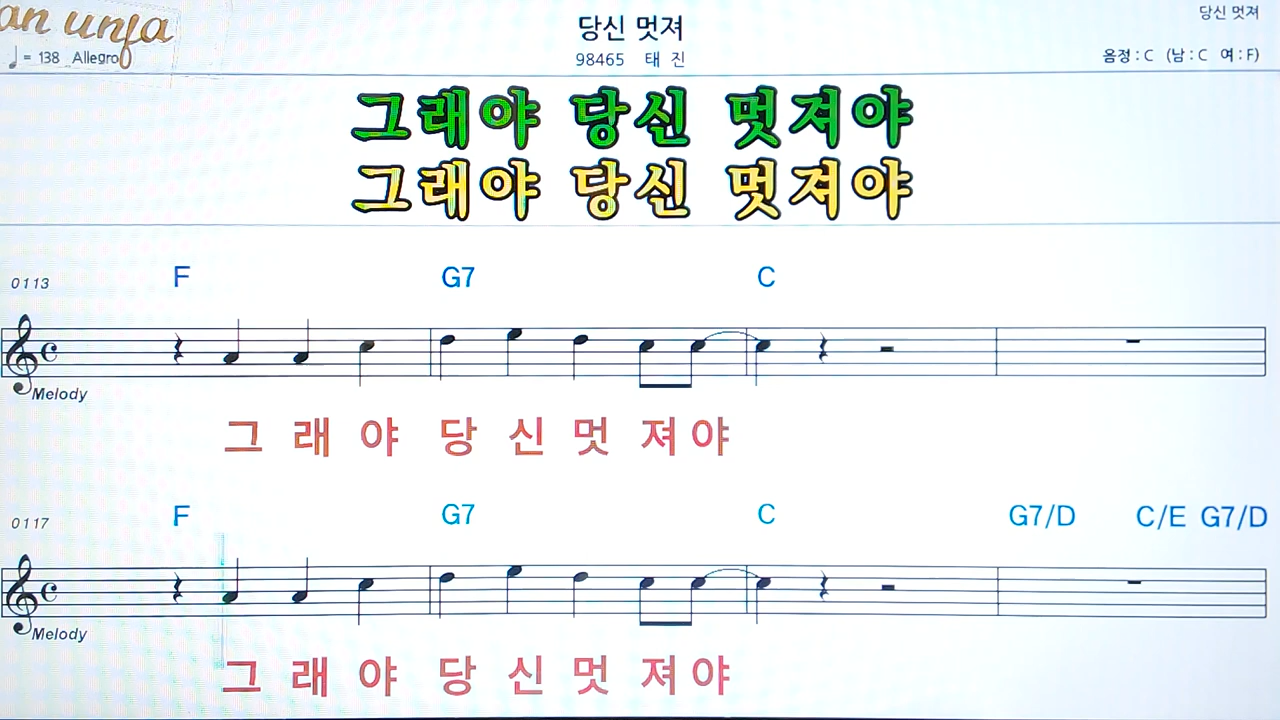 an unja
당신 멋져
당신 멋져
♩= 138 Allegro
98465 태 진
음정 : C (남 : C 여 : F)
그래야 당신 멋져야
그래야 당신 멋져야
0113 F G7 C
Melody
그 래 야 당 신 멋 져 야
0117 F G7 C G7/D C/E G7/D
Melody
그 래 야 당 신 멋 져 야